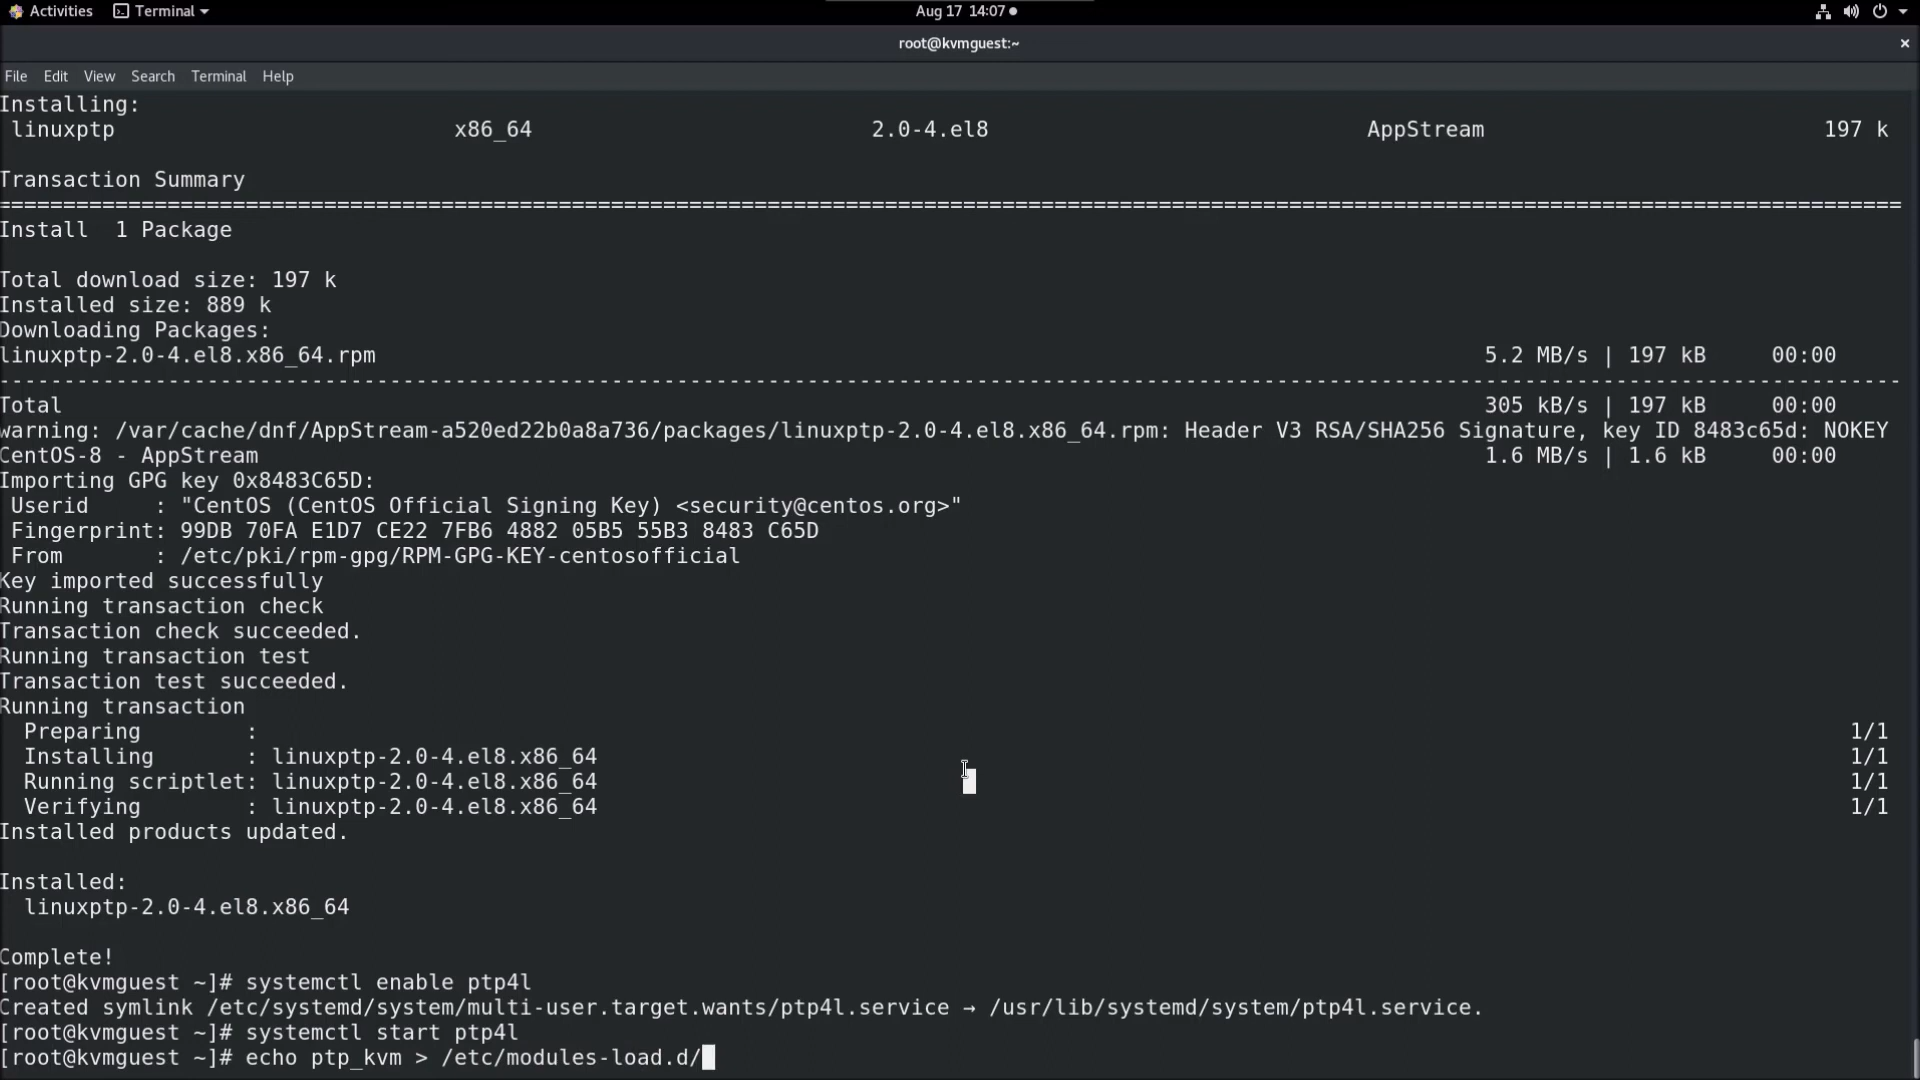 Activities Terminal Aug 17 14:07
root@kvmguest:~ ×
File Edit View Search Terminal Help
Installing:
linuxptp x86_64 2.0-4.el8 AppStream 197 k
Transaction Summary
================================================================================================================================================================
Install 1 Package
Total download size: 197 k
Installed size: 889 k
Downloading Packages:
linuxptp-2.0-4.el8.x86_64.rpm 5.2 MB/s | 197 kB 00:00
----------------------------------------------------------------------------------------------------------------------------------------------------------------
Total 305 kB/s | 197 kB 00:00
warning: /var/cache/dnf/AppStream-a520ed22b0a8a736/packages/linuxptp-2.0-4.el8.x86_64.rpm: Header V3 RSA/SHA256 Signature, key ID 8483c65d: NOKEY
CentOS-8 - AppStream 1.6 MB/s | 1.6 kB 00:00
Importing GPG key 0x8483C65D:
Userid : "CentOS (CentOS Official Signing Key) <security@centos.org>"
Fingerprint: 99DB 70FA E1D7 CE22 7FB6 4882 05B5 55B3 8483 C65D
From : /etc/pki/rpm-gpg/RPM-GPG-KEY-centosofficial
Key imported successfully
Running transaction check
Transaction check succeeded.
Running transaction test
Transaction test succeeded.
Running transaction
Preparing : 1/1
Installing : linuxptp-2.0-4.el8.x86_64 1/1
Running scriptlet: linuxptp-2.0-4.el8.x86_64 1/1
Verifying : linuxptp-2.0-4.el8.x86_64 1/1
Installed products updated.
Installed:
linuxptp-2.0-4.el8.x86_64
Complete!
[root@kvmguest ~]# systemctl enable ptp4l
Created symlink /etc/systemd/system/multi-user.target.wants/ptp4l.service → /usr/lib/systemd/system/ptp4l.service.
[root@kvmguest ~]# systemctl start ptp4l
[root@kvmguest ~]# echo ptp_kvm > /etc/modules-load.d/